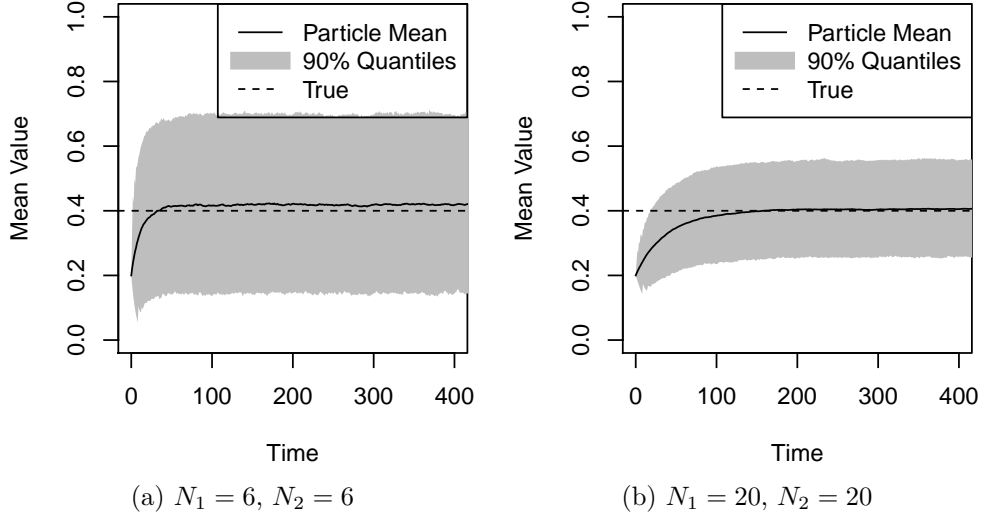 Particle Mean
90% Quantiles
True
Mean Value
0.0 0.2 0.4 0.6 0.8 1.0
0 100 200 300 400
Time
(a) N₁ = 6, N₂ = 6
Particle Mean
90% Quantiles
True
Mean Value
0.0 0.2 0.4 0.6 0.8 1.0
0 100 200 300 400
Time
(b) N₁ = 20, N₂ = 20